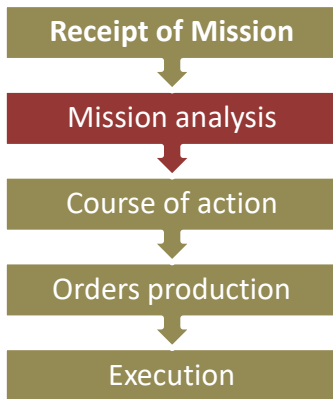 Receipt of Mission
Mission analysis
Course of action
Orders production
Execution